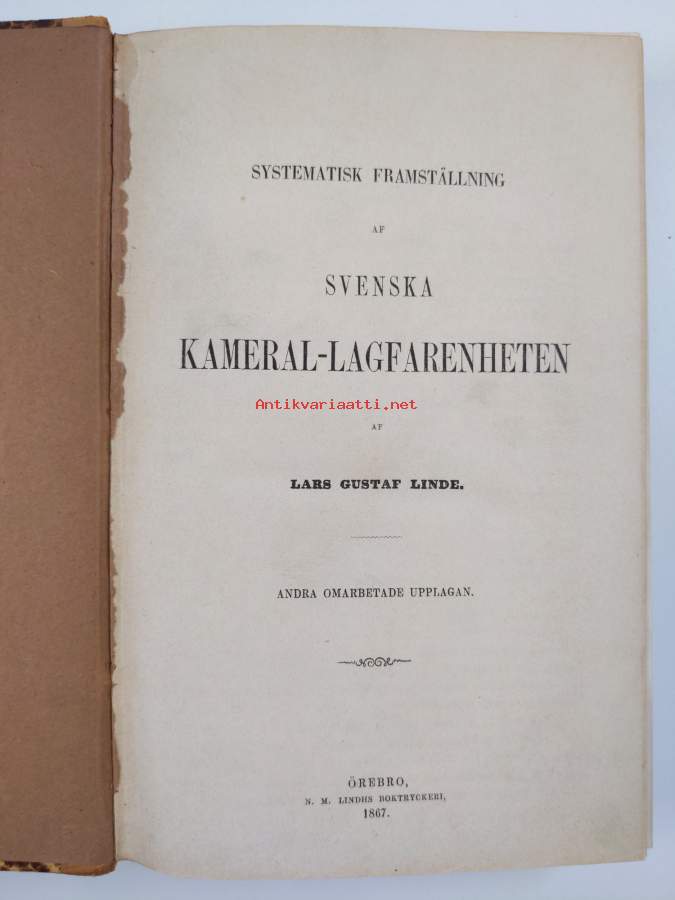 SYSTEMATISK FRAMSTÄLLNING
AF
SVENSKA
KAMERAL-LAGFARENHETEN
Antikvariaatti.net
AF
LARS GUSTAF LINDE.
ANDRA OMARBETADE UPPLAGAN.
ÖREBRO,
N. M. LINDHS BOKTRYCKERI,
1867.